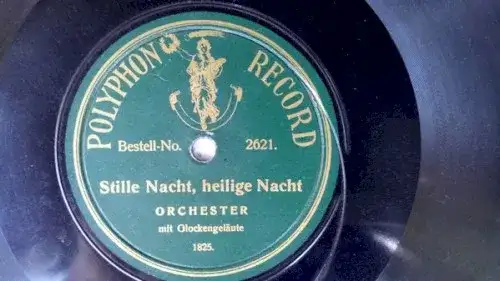 POLYPHON RECORD
Bestell-No. 2621.
Stille Nacht, heilige Nacht
ORCHESTER
mit Glockengeläute
1825.